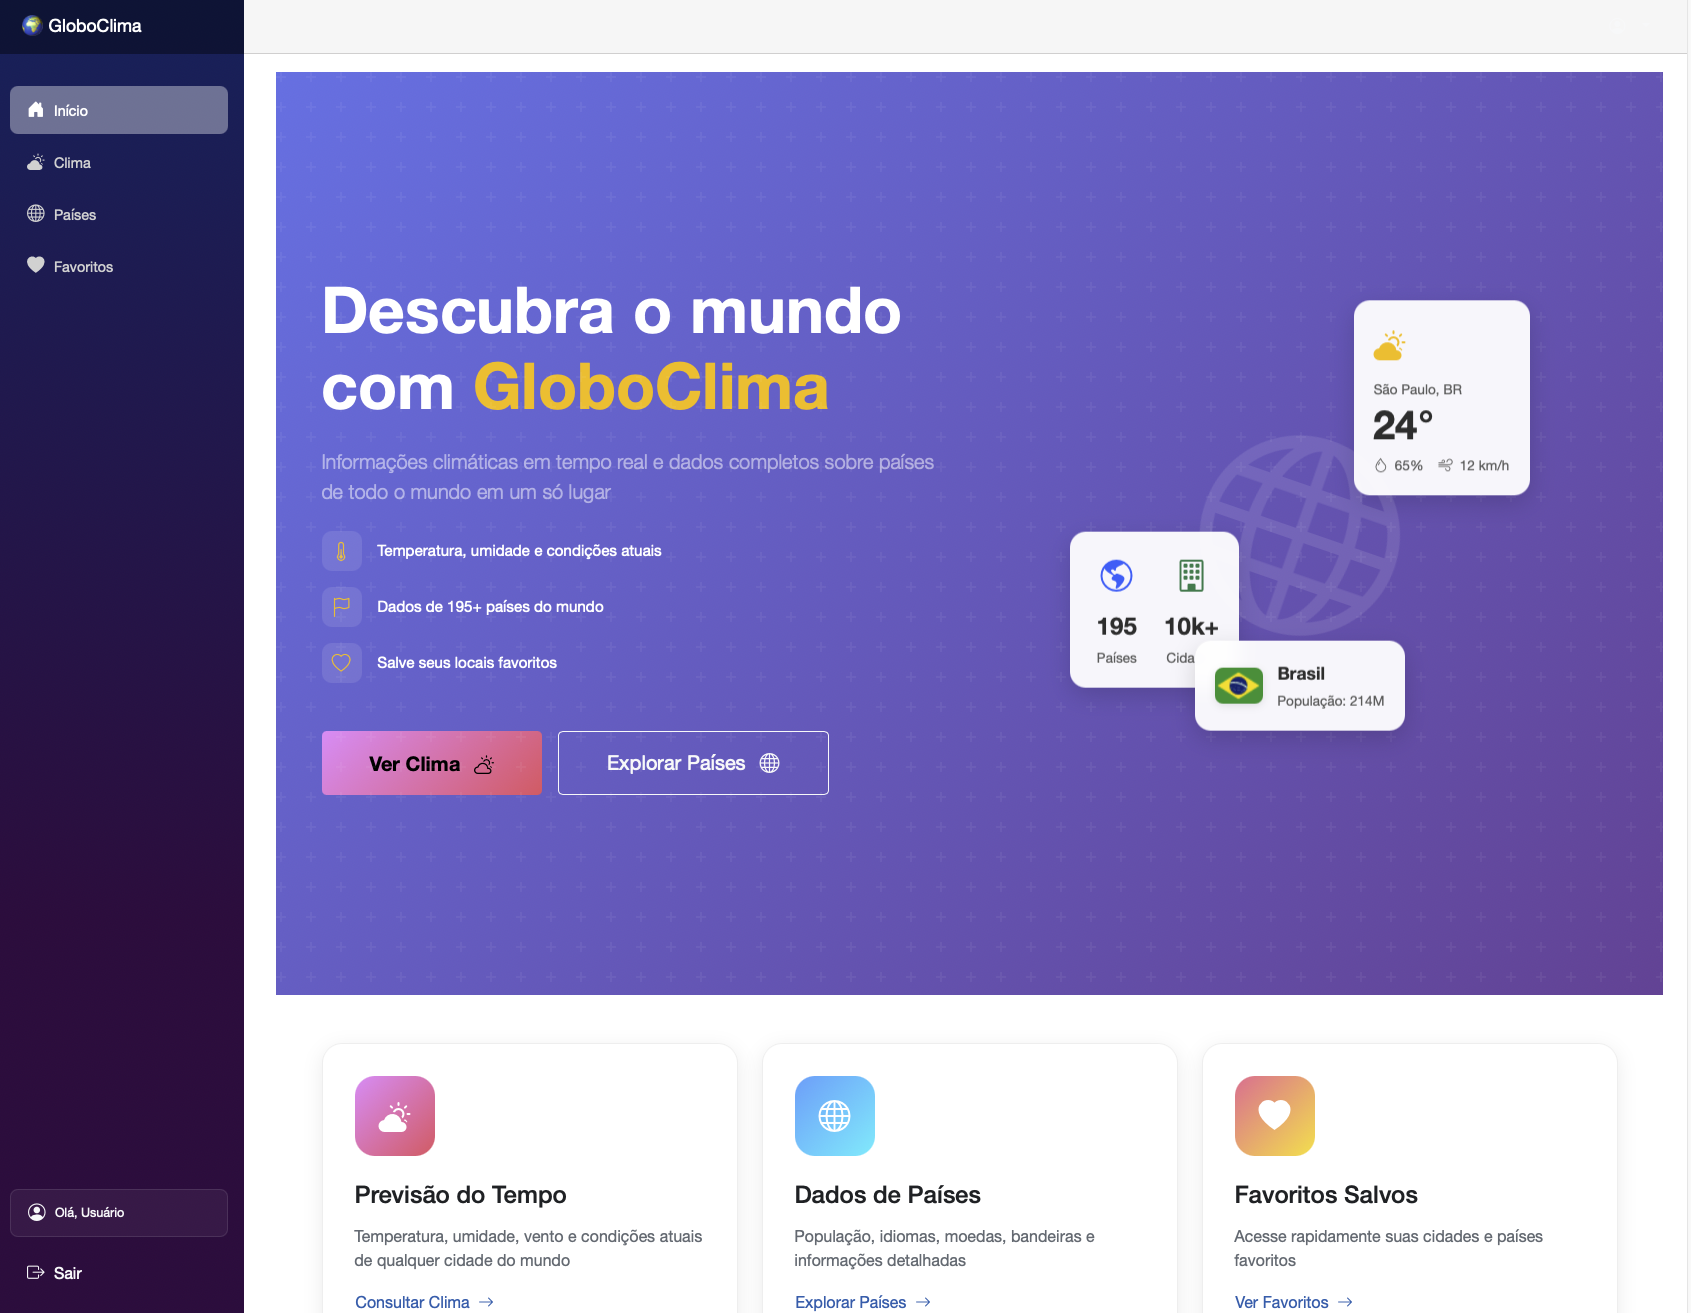 GloboClima
Início
Clima
Países
Favoritos
Olá, Usuário
Sair
Descubra o mundo
com GloboClima
Informações climáticas em tempo real e dados completos sobre países
de todo o mundo em um só lugar
Temperatura, umidade e condições atuais
Dados de 195+ países do mundo
Salve seus locais favoritos
Ver Clima
Explorar Países
São Paulo, BR
24°
65% 12 km/h
195 10k+
Países Cida
Brasil
População: 214M
Previsão do Tempo
Temperatura, umidade, vento e condições atuais
de qualquer cidade do mundo
Consultar Clima
Dados de Países
População, idiomas, moedas, bandeiras e
informações detalhadas
Explorar Países
Favoritos Salvos
Acesse rapidamente suas cidades e países
favoritos
Ver Favoritos